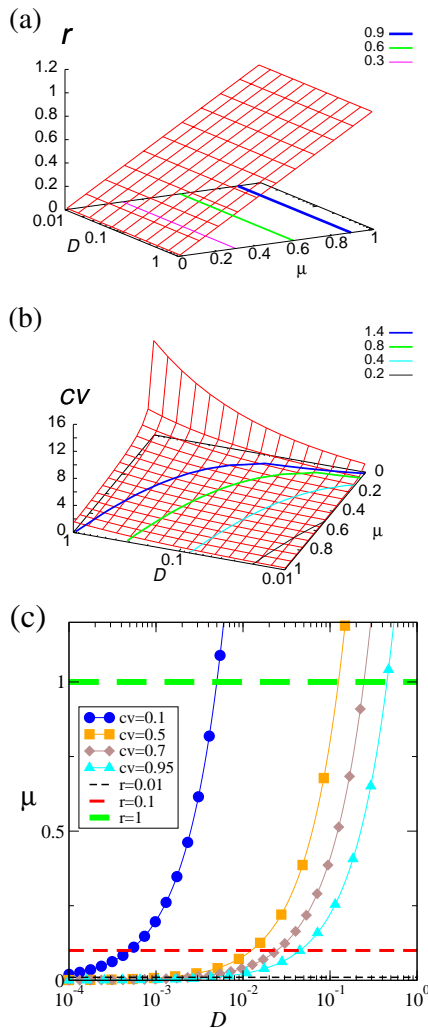 (a)
r
0.9
0.6
0.3
1.2
1
0.8
0.6
0.4
0.2
0
0.01
D
0.1
1
0
0.2
0.4
0.6
0.8
1
μ
(b)
1.4
0.8
0.4
0.2
CV
16
12
8
4
0
1
D
0.1
0.01
0
0.2
0.4
0.6
0.8
1
μ
(c)
1
cv=0.1
cv=0.5
cv=0.7
cv=0.95
r=0.01
r=0.1
r=1
μ
0.5
0
10⁻⁴ 10⁻³ 10⁻² 10⁻¹ 10⁰
D